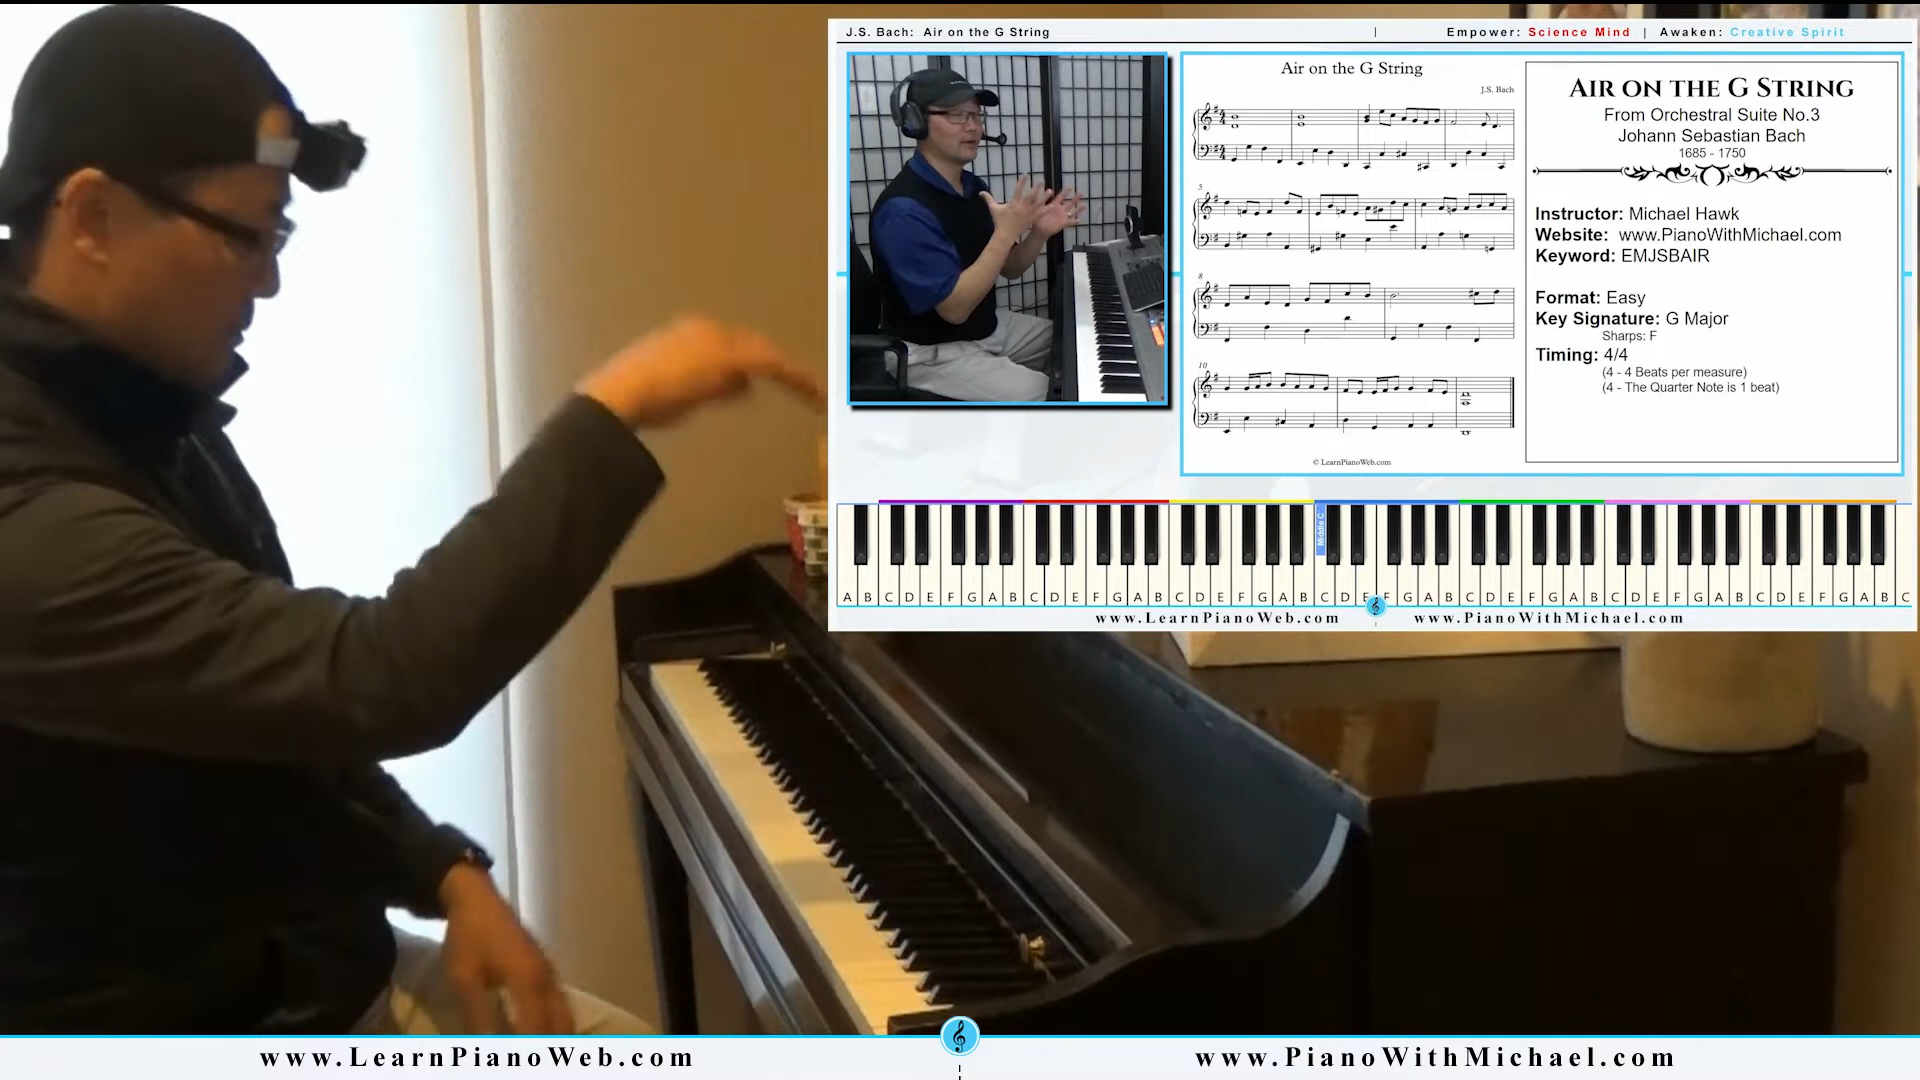 J.S. Bach: Air on the G String | Empower: Science Mind | Awaken: Creative Spirit
Air on the G String
J.S. Bach
5
8
10
© LearnPianoWeb.com
AIR ON THE G STRING
From Orchestral Suite No.3
Johann Sebastian Bach
1685 - 1750
Instructor: Michael Hawk
Website: www.PianoWithMichael.com
Keyword: EMJSBAIR
Format: Easy
Key Signature: G Major
Sharps: F
Timing: 4/4
(4 - 4 Beats per measure)
(4 - The Quarter Note is 1 beat)
Middle C
A B C D E F G A B C D E F G A B C D E F G A B C D E F G A B C D E F G A B C D E F G A B C D E F G A B C
www.LearnPianoWeb.com www.PianoWithMichael.com
www.LearnPianoWeb.com www.PianoWithMichael.com